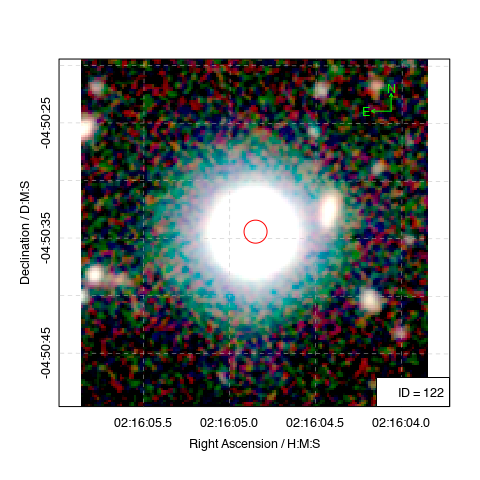 N
E
-04:50:25
-04:50:35
-04:50:45
Declination / D:M:S
ID = 122
02:16:05.5 02:16:05.0 02:16:04.5 02:16:04.0
Right Ascension / H:M:S